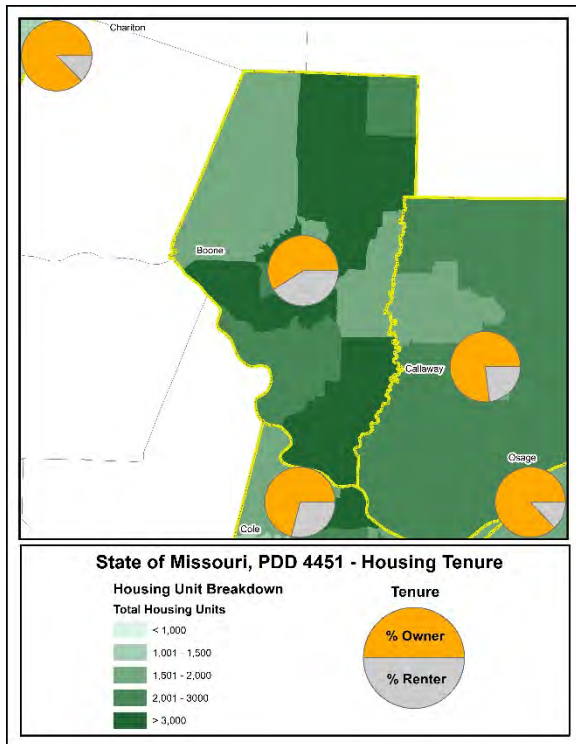 Chariton
Boone
Callaway
Osage
Cole
State of Missouri, PDD 4451 - Housing Tenure
Housing Unit Breakdown
Total Housing Units
< 1,000
1,001 - 1,500
1,501 - 2,000
2,001 - 3000
> 3,000
Tenure
% Owner
% Renter